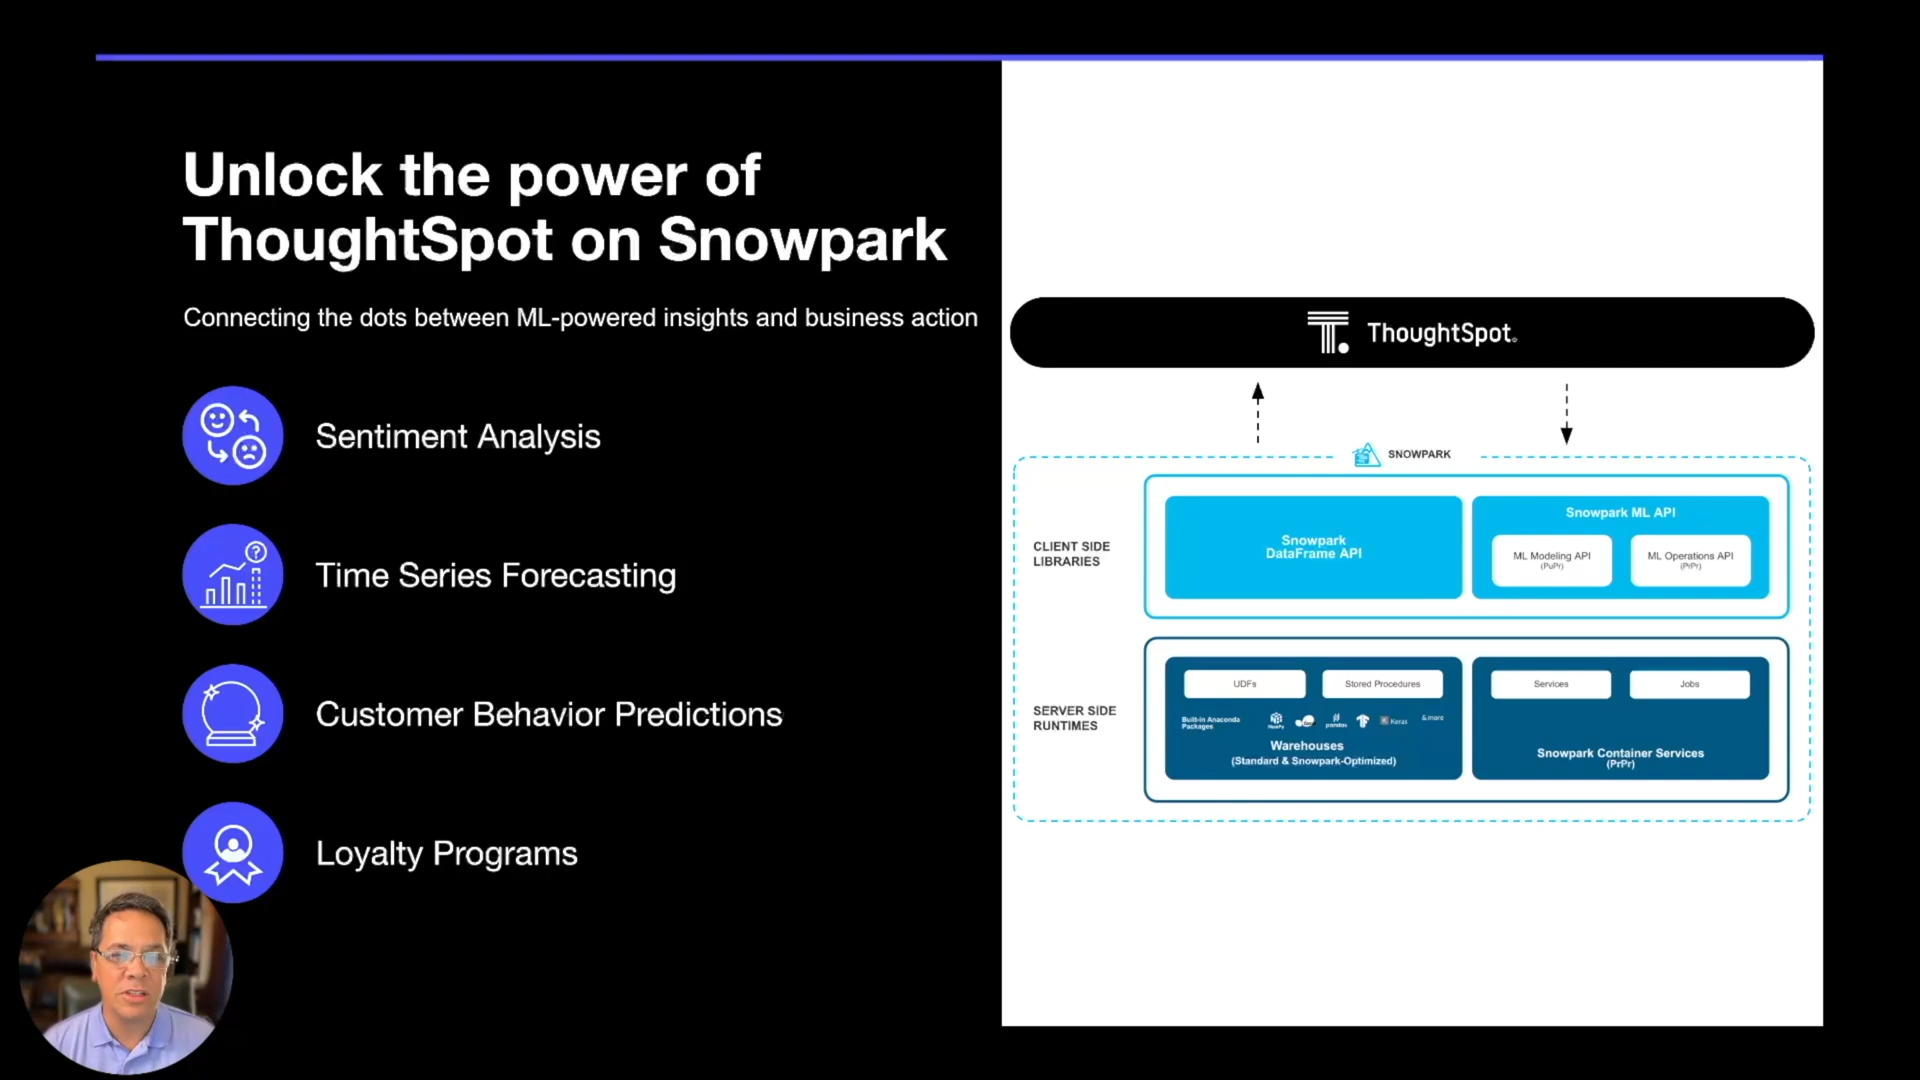 Unlock the power of
ThoughtSpot on Snowpark
Connecting the dots between ML-powered insights and business action
Sentiment Analysis
Time Series Forecasting
Customer Behavior Predictions
Loyalty Programs
ThoughtSpot
SNOWPARK
CLIENT SIDE
LIBRARIES
Snowpark
DataFrame API
Snowpark ML API
ML Modeling API
(PuPr)
ML Operations API
(PrPr)
SERVER SIDE
RUNTIMES
UDFs
Stored Procedures
Built-in Anaconda
Packages
NumPy
pandas
Keras
& more
Warehouses
(Standard & Snowpark-Optimized)
Services
Jobs
Snowpark Container Services
(PrPr)